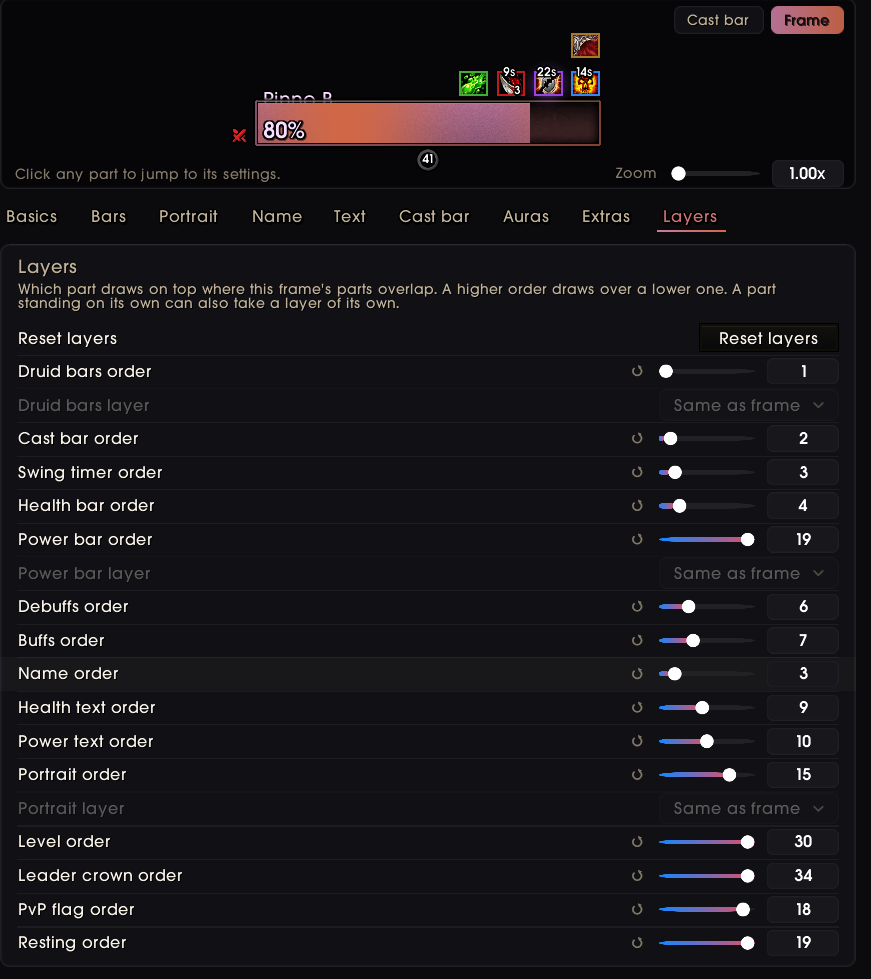 Cast bar
Frame
9s
22s
14s
3
80%
41
Click any part to jump to its settings.
Zoom
1.00x
Basics
Bars
Portrait
Name
Text
Cast bar
Auras
Extras
Layers
Layers
Which part draws on top where this frame's parts overlap. A higher order draws over a lower one. A part
standing on its own can also take a layer of its own.
Reset layers
Reset layers
Druid bars order
1
Druid bars layer
Same as frame
Cast bar order
2
Swing timer order
3
Health bar order
4
Power bar order
19
Power bar layer
Same as frame
Debuffs order
6
Buffs order
7
Name order
3
Health text order
9
Power text order
10
Portrait order
15
Portrait layer
Same as frame
Level order
30
Leader crown order
34
PvP flag order
18
Resting order
19